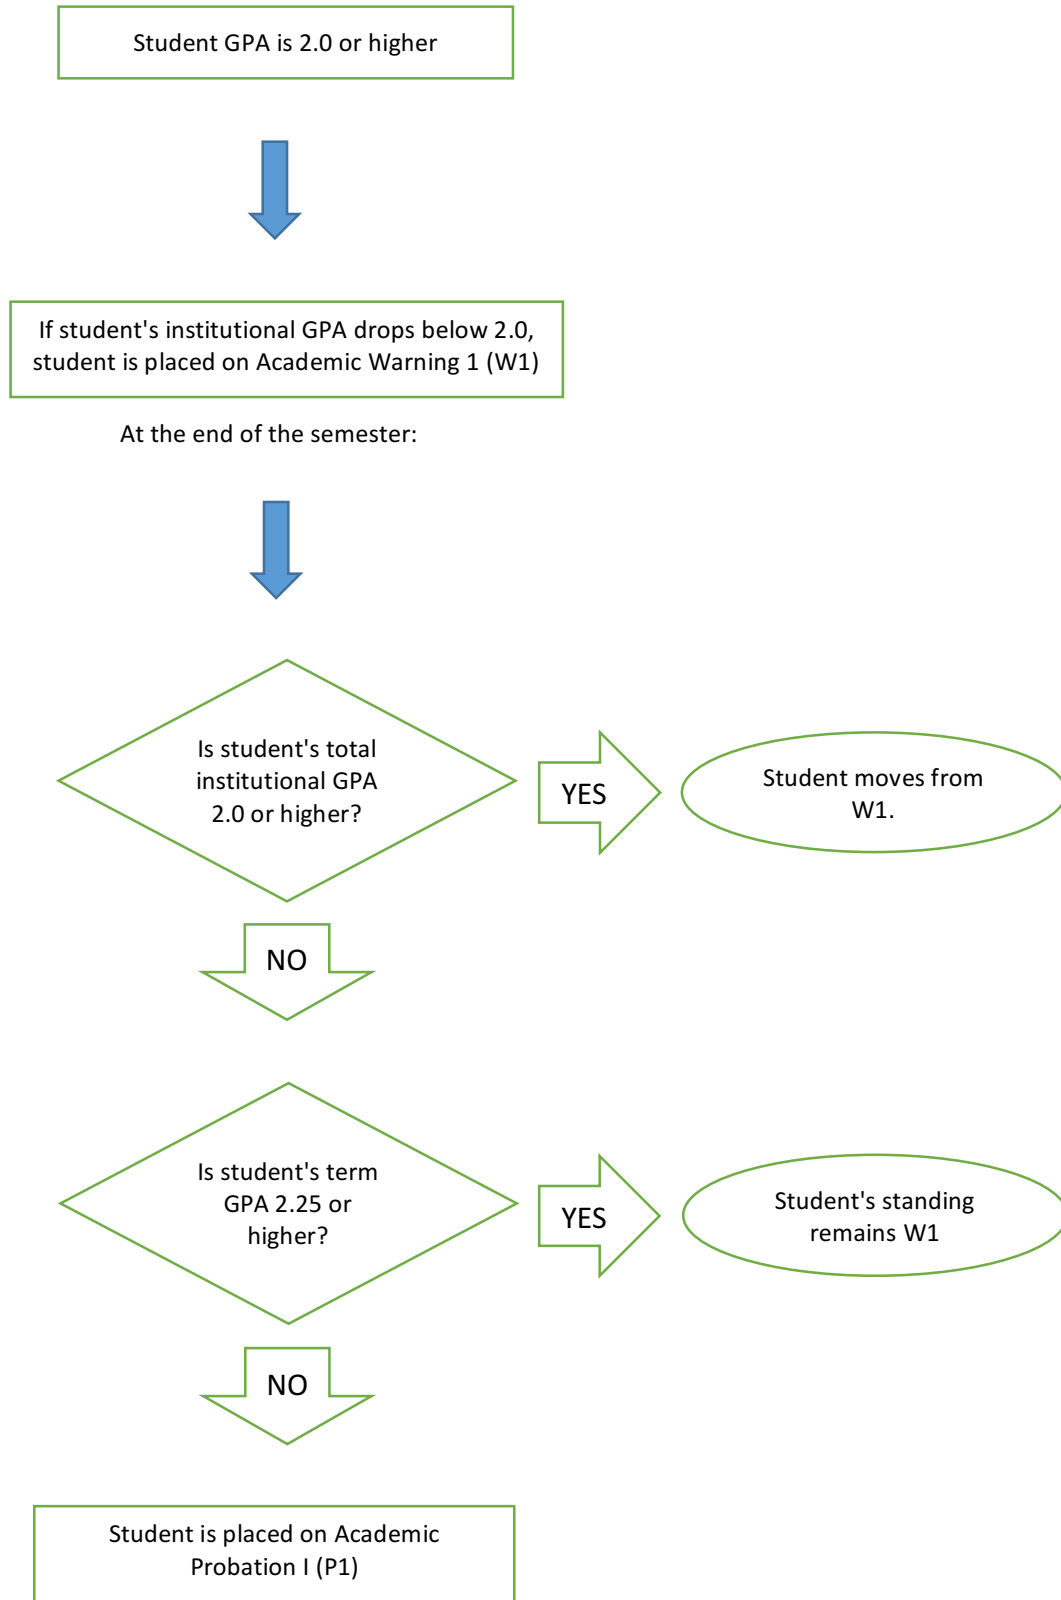 Student GPA is 2.0 or higher
If student's institutional GPA drops below 2.0,
student is placed on Academic Warning 1 (W1)
At the end of the semester:
Is student's total
institutional GPA
2.0 or higher?
YES
Student moves from
W1.
NO
Is student's term
GPA 2.25 or
higher?
YES
Student's standing
remains W1
NO
Student is placed on Academic
Probation I (P1)